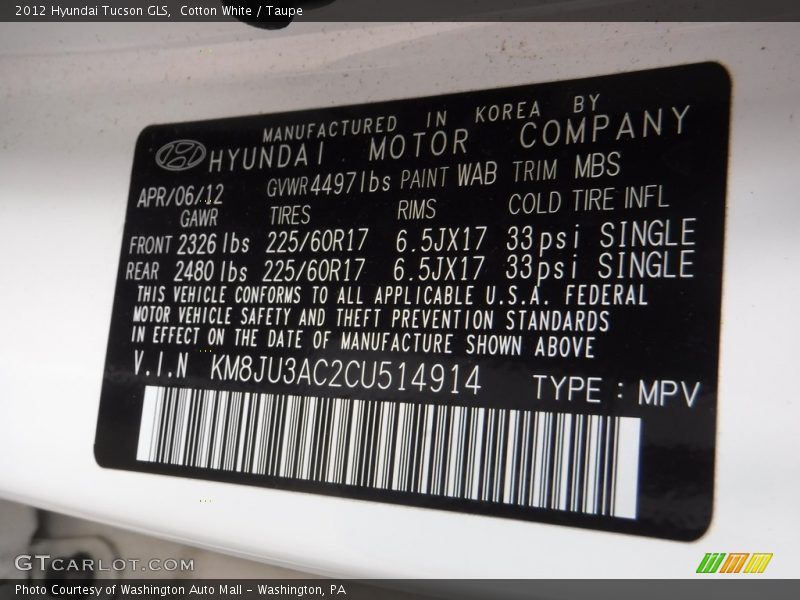 2012 Hyundai Tucson GLS, Cotton White / Taupe
MANUFACTURED IN KOREA BY
HYUNDAI MOTOR COMPANY
APR/06/12 GVWR 4497lbs PAINT WAB TRIM MBS
GAWR TIRES RIMS COLD TIRE INFL
FRONT 2326 lbs 225/60R17 6.5JX17 33psi SINGLE
REAR 2480 lbs 225/60R17 6.5JX17 33psi SINGLE
THIS VEHICLE CONFORMS TO ALL APPLICABLE U.S.A. FEDERAL
MOTOR VEHICLE SAFETY AND THEFT PREVENTION STANDARDS
IN EFFECT ON THE DATE OF MANUFACTURE SHOWN ABOVE
V.I.N KM8JU3AC2CU514914 TYPE : MPV
GTCARLOT.COM
Photo Courtesy of Washington Auto Mall - Washington, PA